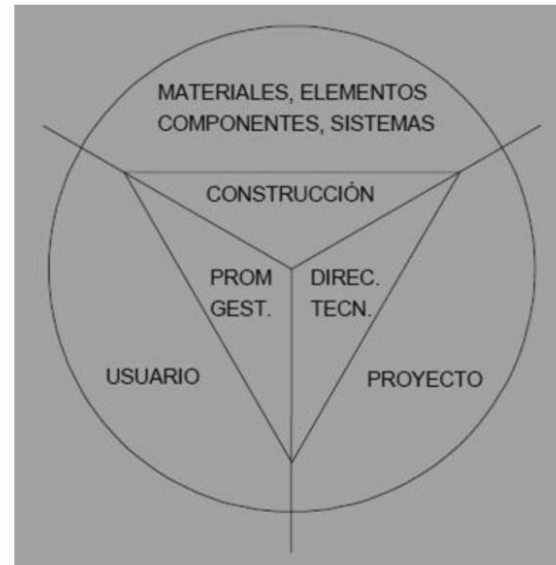 MATERIALES, ELEMENTOS
COMPONENTES, SISTEMAS
CONSTRUCCIÓN
PROM
GEST.
DIREC.
TECN.
USUARIO
PROYECTO